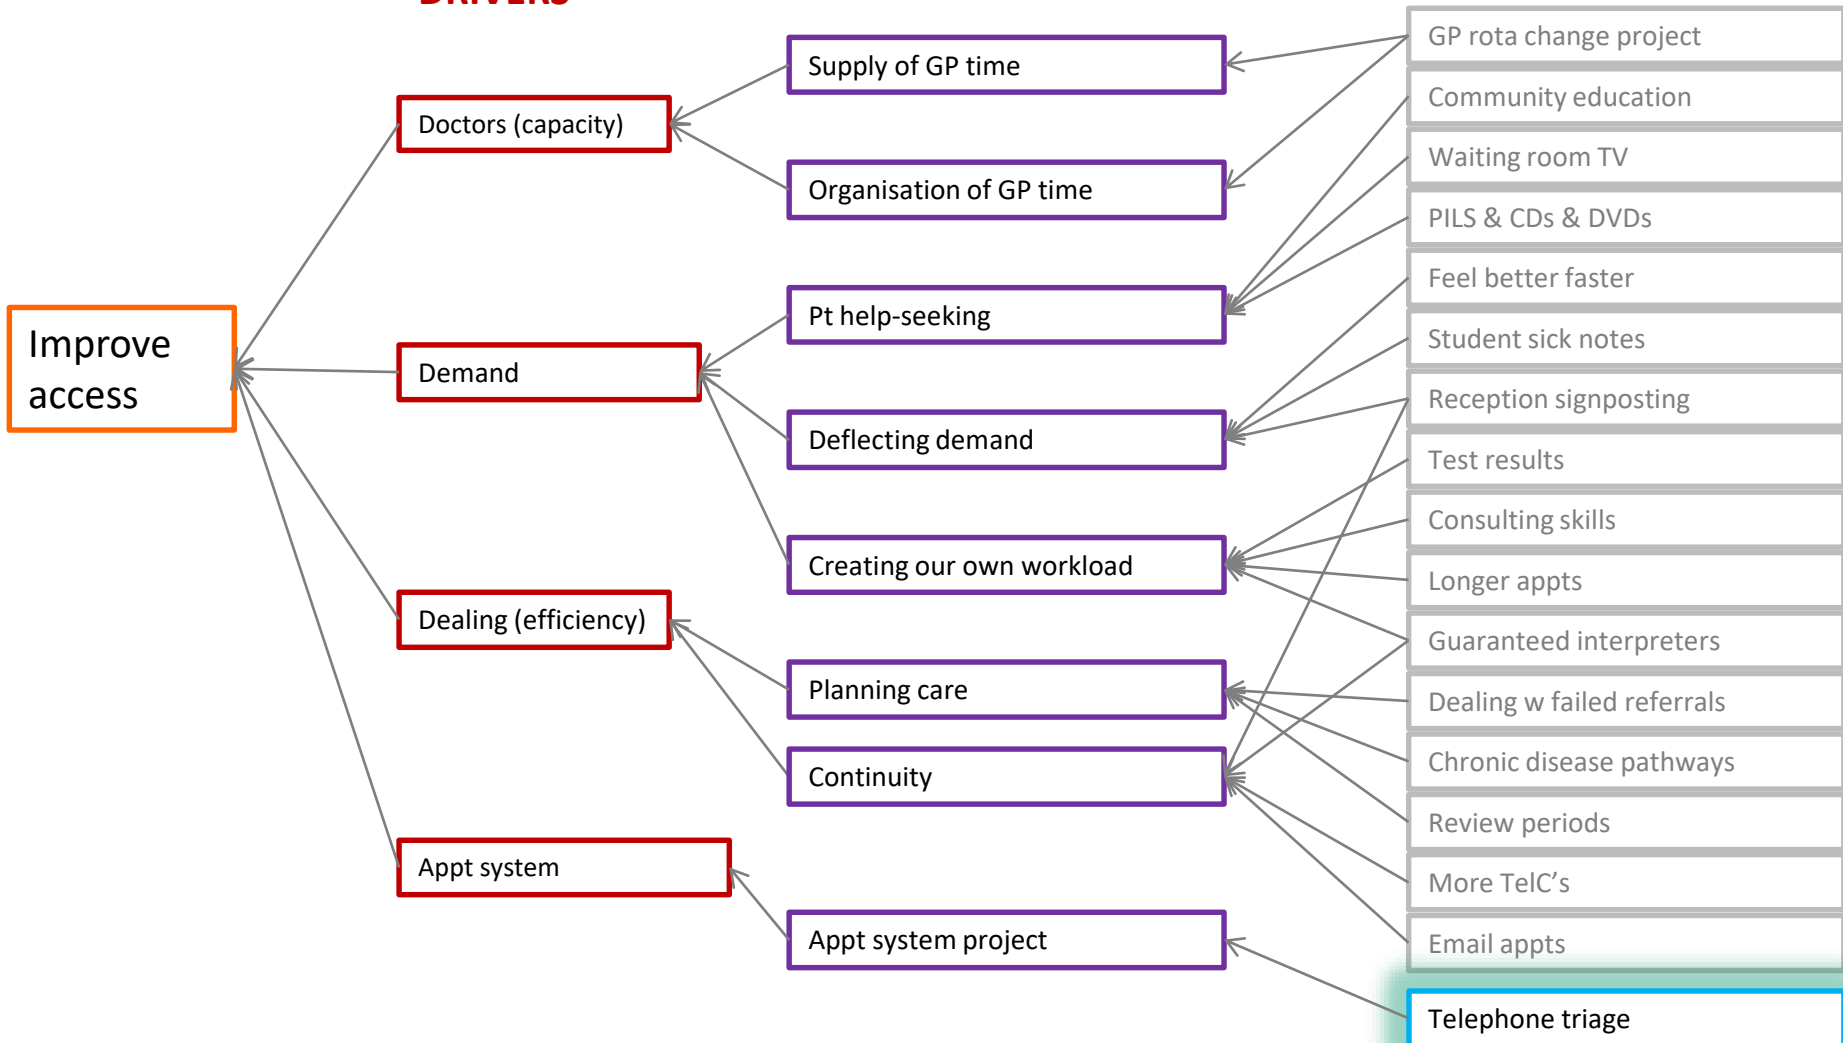 DRIVERS
Improve
access
Doctors (capacity)
Demand
Dealing (efficiency)
Appt system
Supply of GP time
Organisation of GP time
Pt help-seeking
Deflecting demand
Creating our own workload
Planning care
Continuity
Appt system project
GP rota change project
Community education
Waiting room TV
PILS & CDs & DVDs
Feel better faster
Student sick notes
Reception signposting
Test results
Consulting skills
Longer appts
Guaranteed interpreters
Dealing w failed referrals
Chronic disease pathways
Review periods
More TelC’s
Email appts
Telephone triage